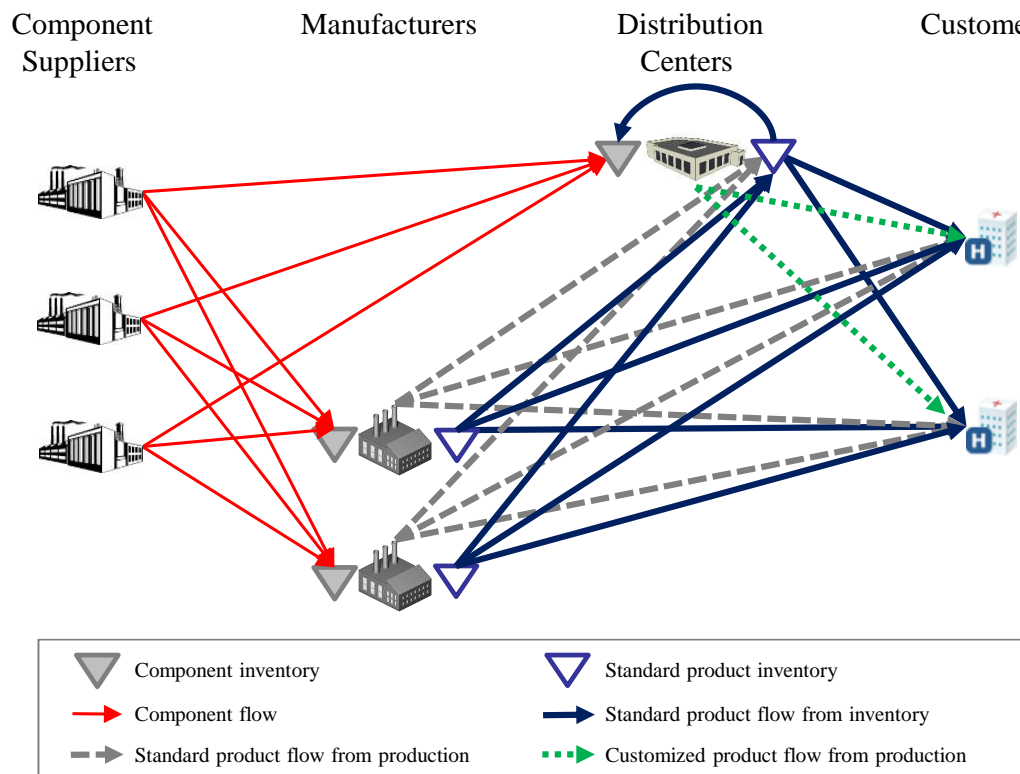 Component
Suppliers
Manufacturers
Distribution
Centers
Custome
H
H
Component inventory
Standard product inventory
Component flow
Standard product flow from inventory
Standard product flow from production
Customized product flow from production